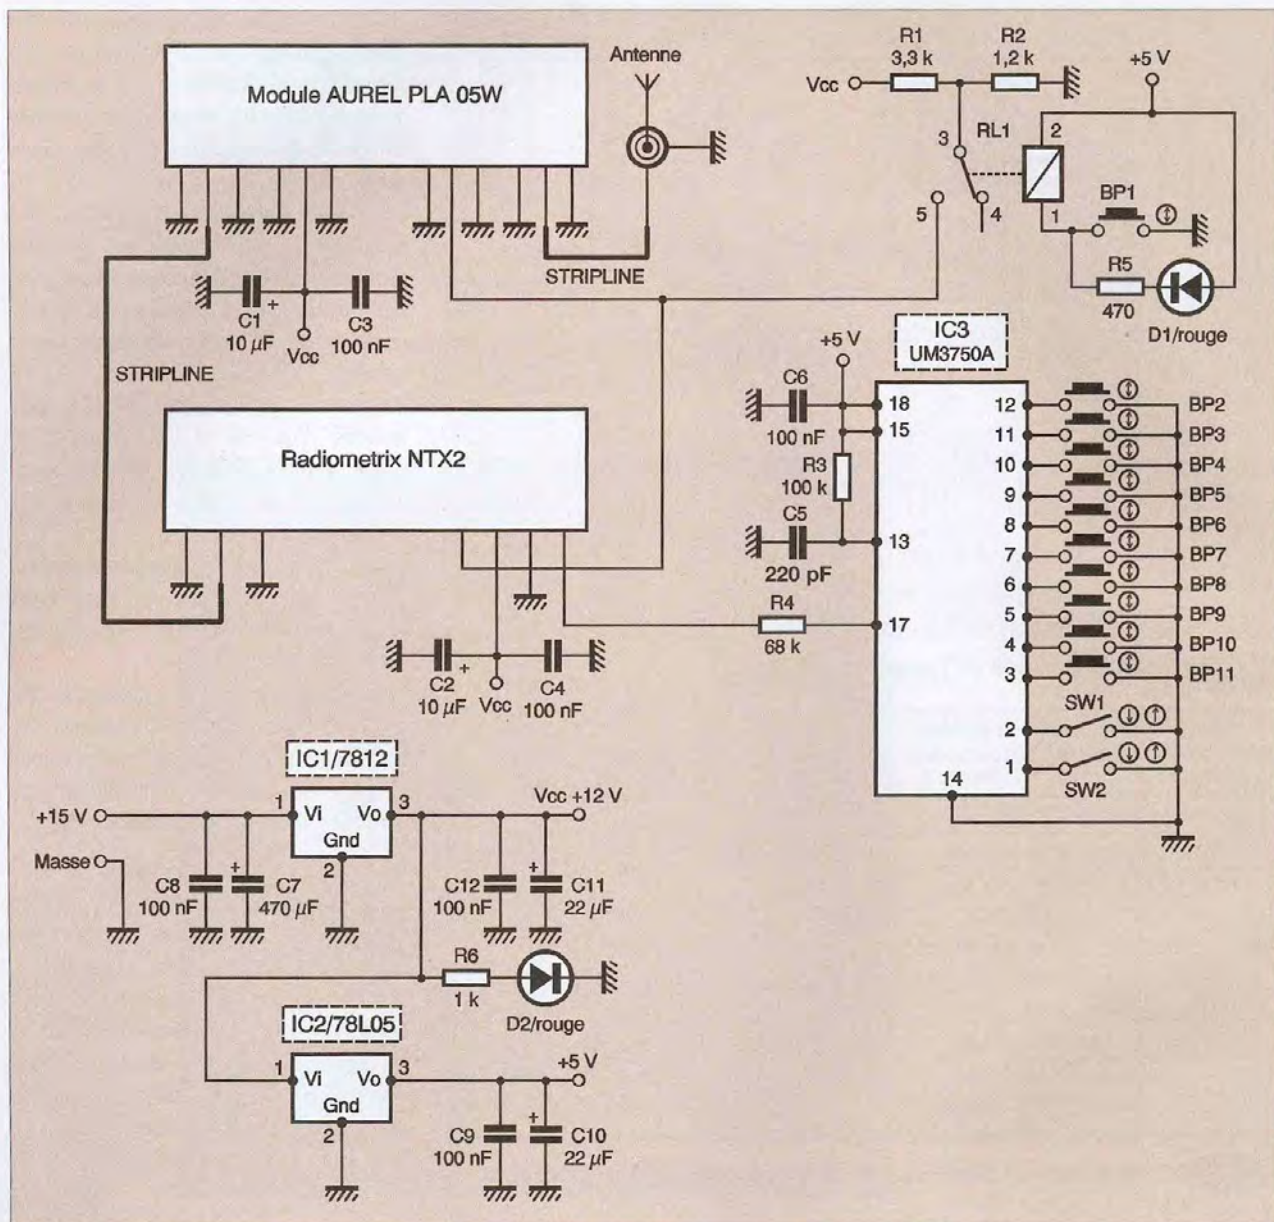 Module AUREL PLA 05W
Antenne
R1
3,3 k
R2
1,2 k
Vcc
+5 V
3
RL1
2
5
4
1
BP1
R5
470
D1/rouge
STRIPLINE
C1
10 µF
+
Vcc
C3
100 nF
STRIPLINE
Radiometrix NTX2
C2
10 µF
+
Vcc
C4
100 nF
IC3
UM3750A
+5 V
C6
100 nF
R3
100 k
C5
220 pF
R4
68 k
18
15
13
17
14
12
BP2
11
BP3
10
BP4
9
BP5
8
BP6
7
BP7
6
BP8
5
BP9
4
BP10
3
BP11
SW1
2
1
SW2
IC1/7812
+15 V
1
Vi
Vo
3
Gnd
2
Vcc +12 V
Masse
C8
100 nF
+
C7
470 µF
C12
100 nF
+
C11
22 µF
R6
1 k
D2/rouge
IC2/78L05
1
Vi
Vo
3
Gnd
2
+5 V
C9
100 nF
+
C10
22 µF